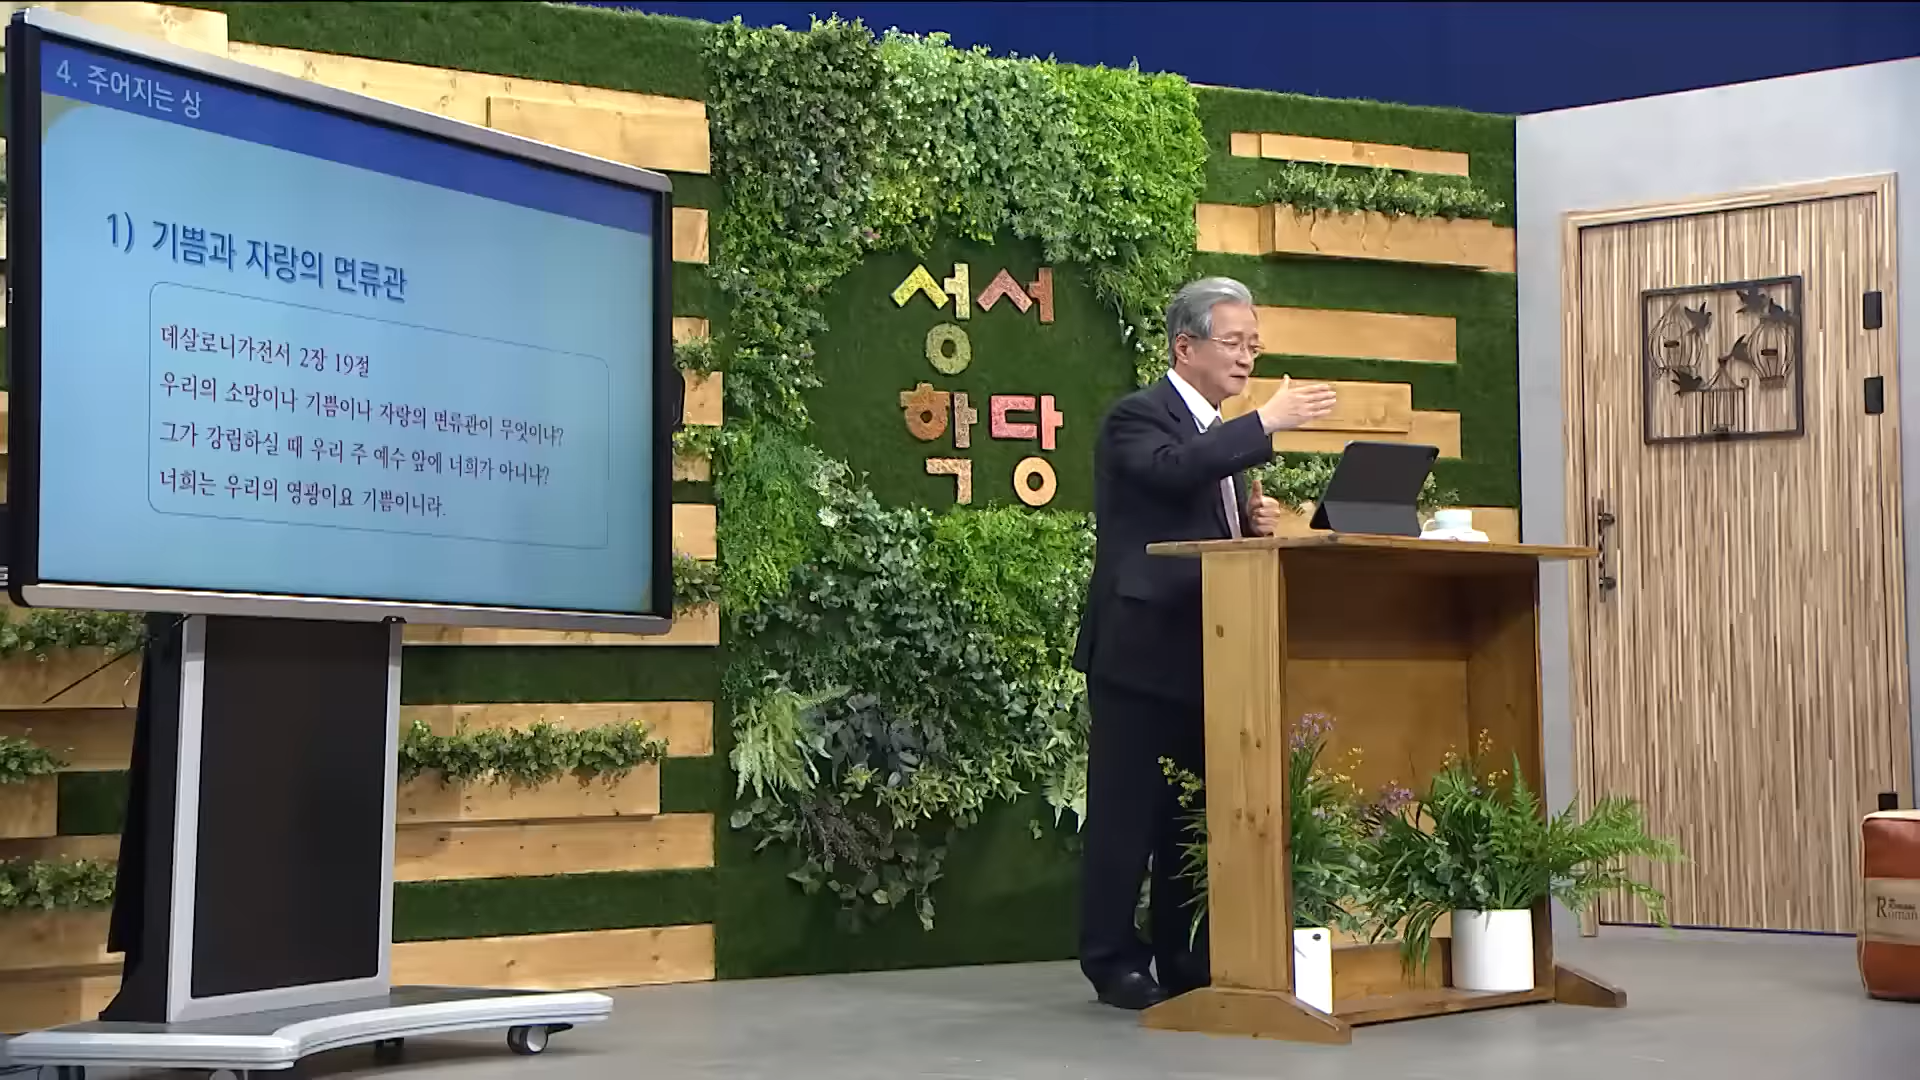 4. 주어지는 상
1) 기쁨과 자랑의 면류관
데살로니가전서 2장 19절
우리의 소망이나 기쁨이나 자랑의 면류관이 무엇이냐?
그가 강림하실 때 우리 주 예수 앞에 너희가 아니냐?
너희는 우리의 영광이요 기쁨이니라.
성서
학당
Roman